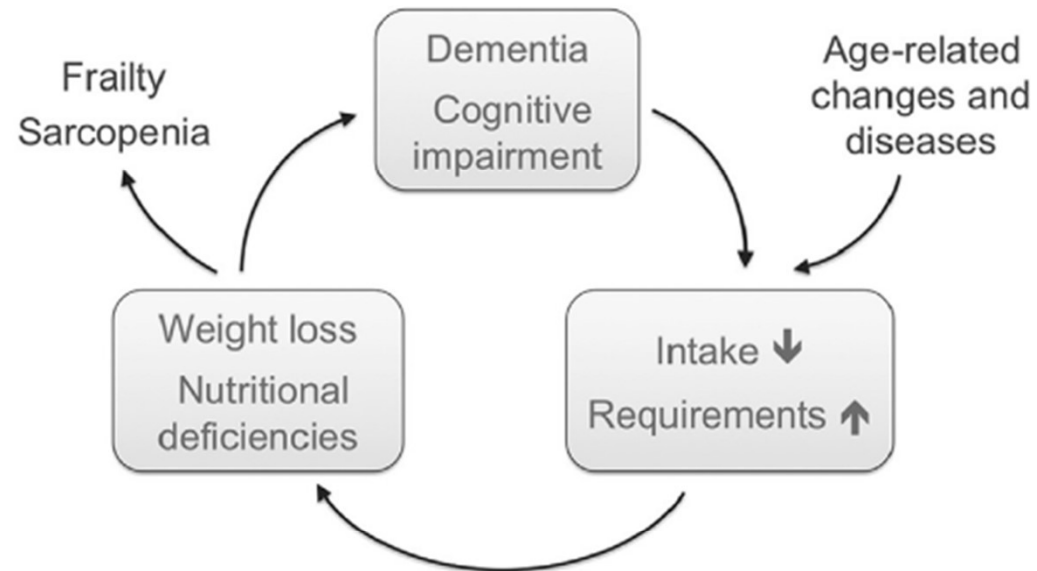 Dementia
Cognitive
impairment
Age-related
changes and
diseases
Frailty
Sarcopenia
Weight loss
Nutritional
deficiencies
Intake ↓
Requirements ↑